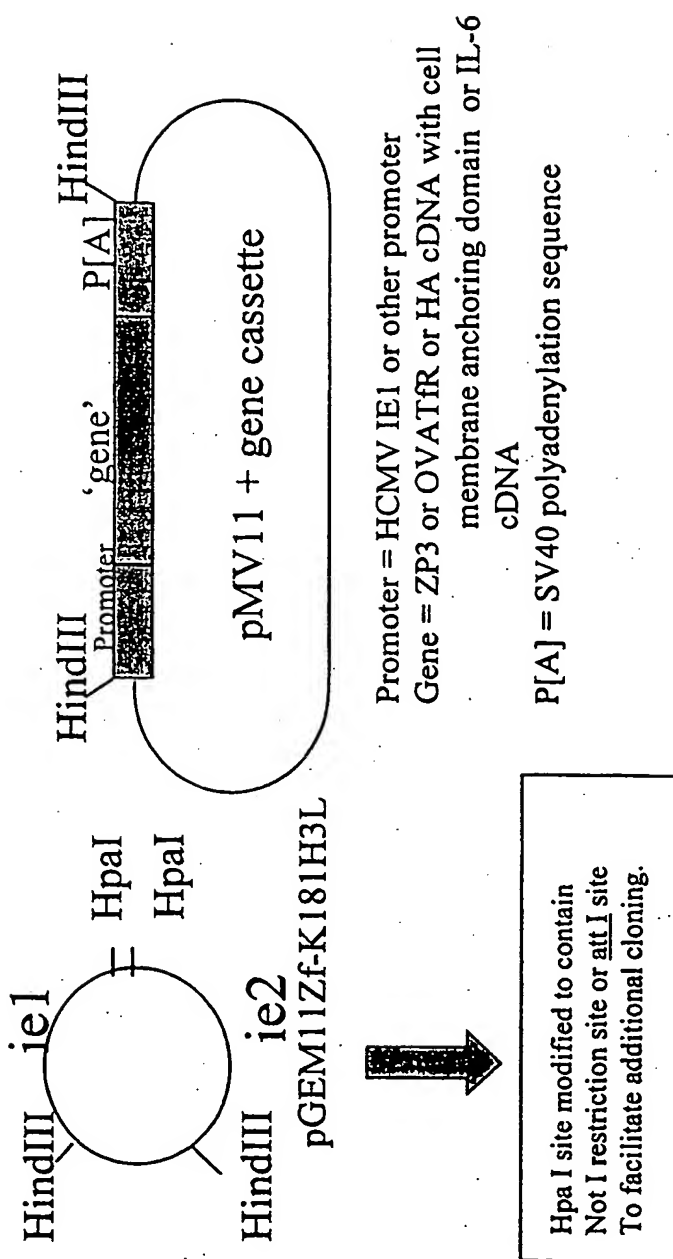 HindIII
ie1
HpaI
HpaI
HindIII
ie2
pGEM11Zf-K181H3L
Hpa I site modified to contain
Not I restriction site or att I site
To facilitate additional cloning.
HindIII
Promoter
‘gene’
P[A]
HindIII
pMV11 + gene cassette
Promoter = HCMV IE1 or other promoter
Gene = ZP3 or OVATfR or HA cDNA with cell
membrane anchoring domain or IL-6
cDNA
P[A] = SV40 polyadenylation sequence